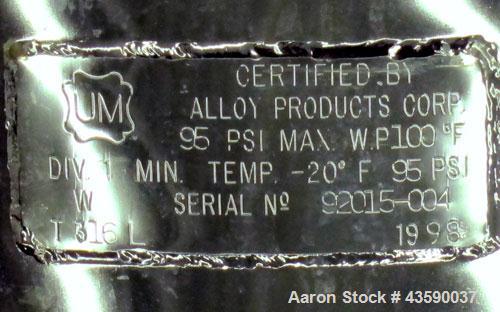 CERTIFIED BY
UM
ALLOY PRODUCTS CORP.
95 PSI MAX. W.P. 100 °F
DIV. 1 MIN. TEMP. -20° F 95 PSI
W SERIAL Nº 92015-004
T 316 L 1998
Aaron Stock # 43590037